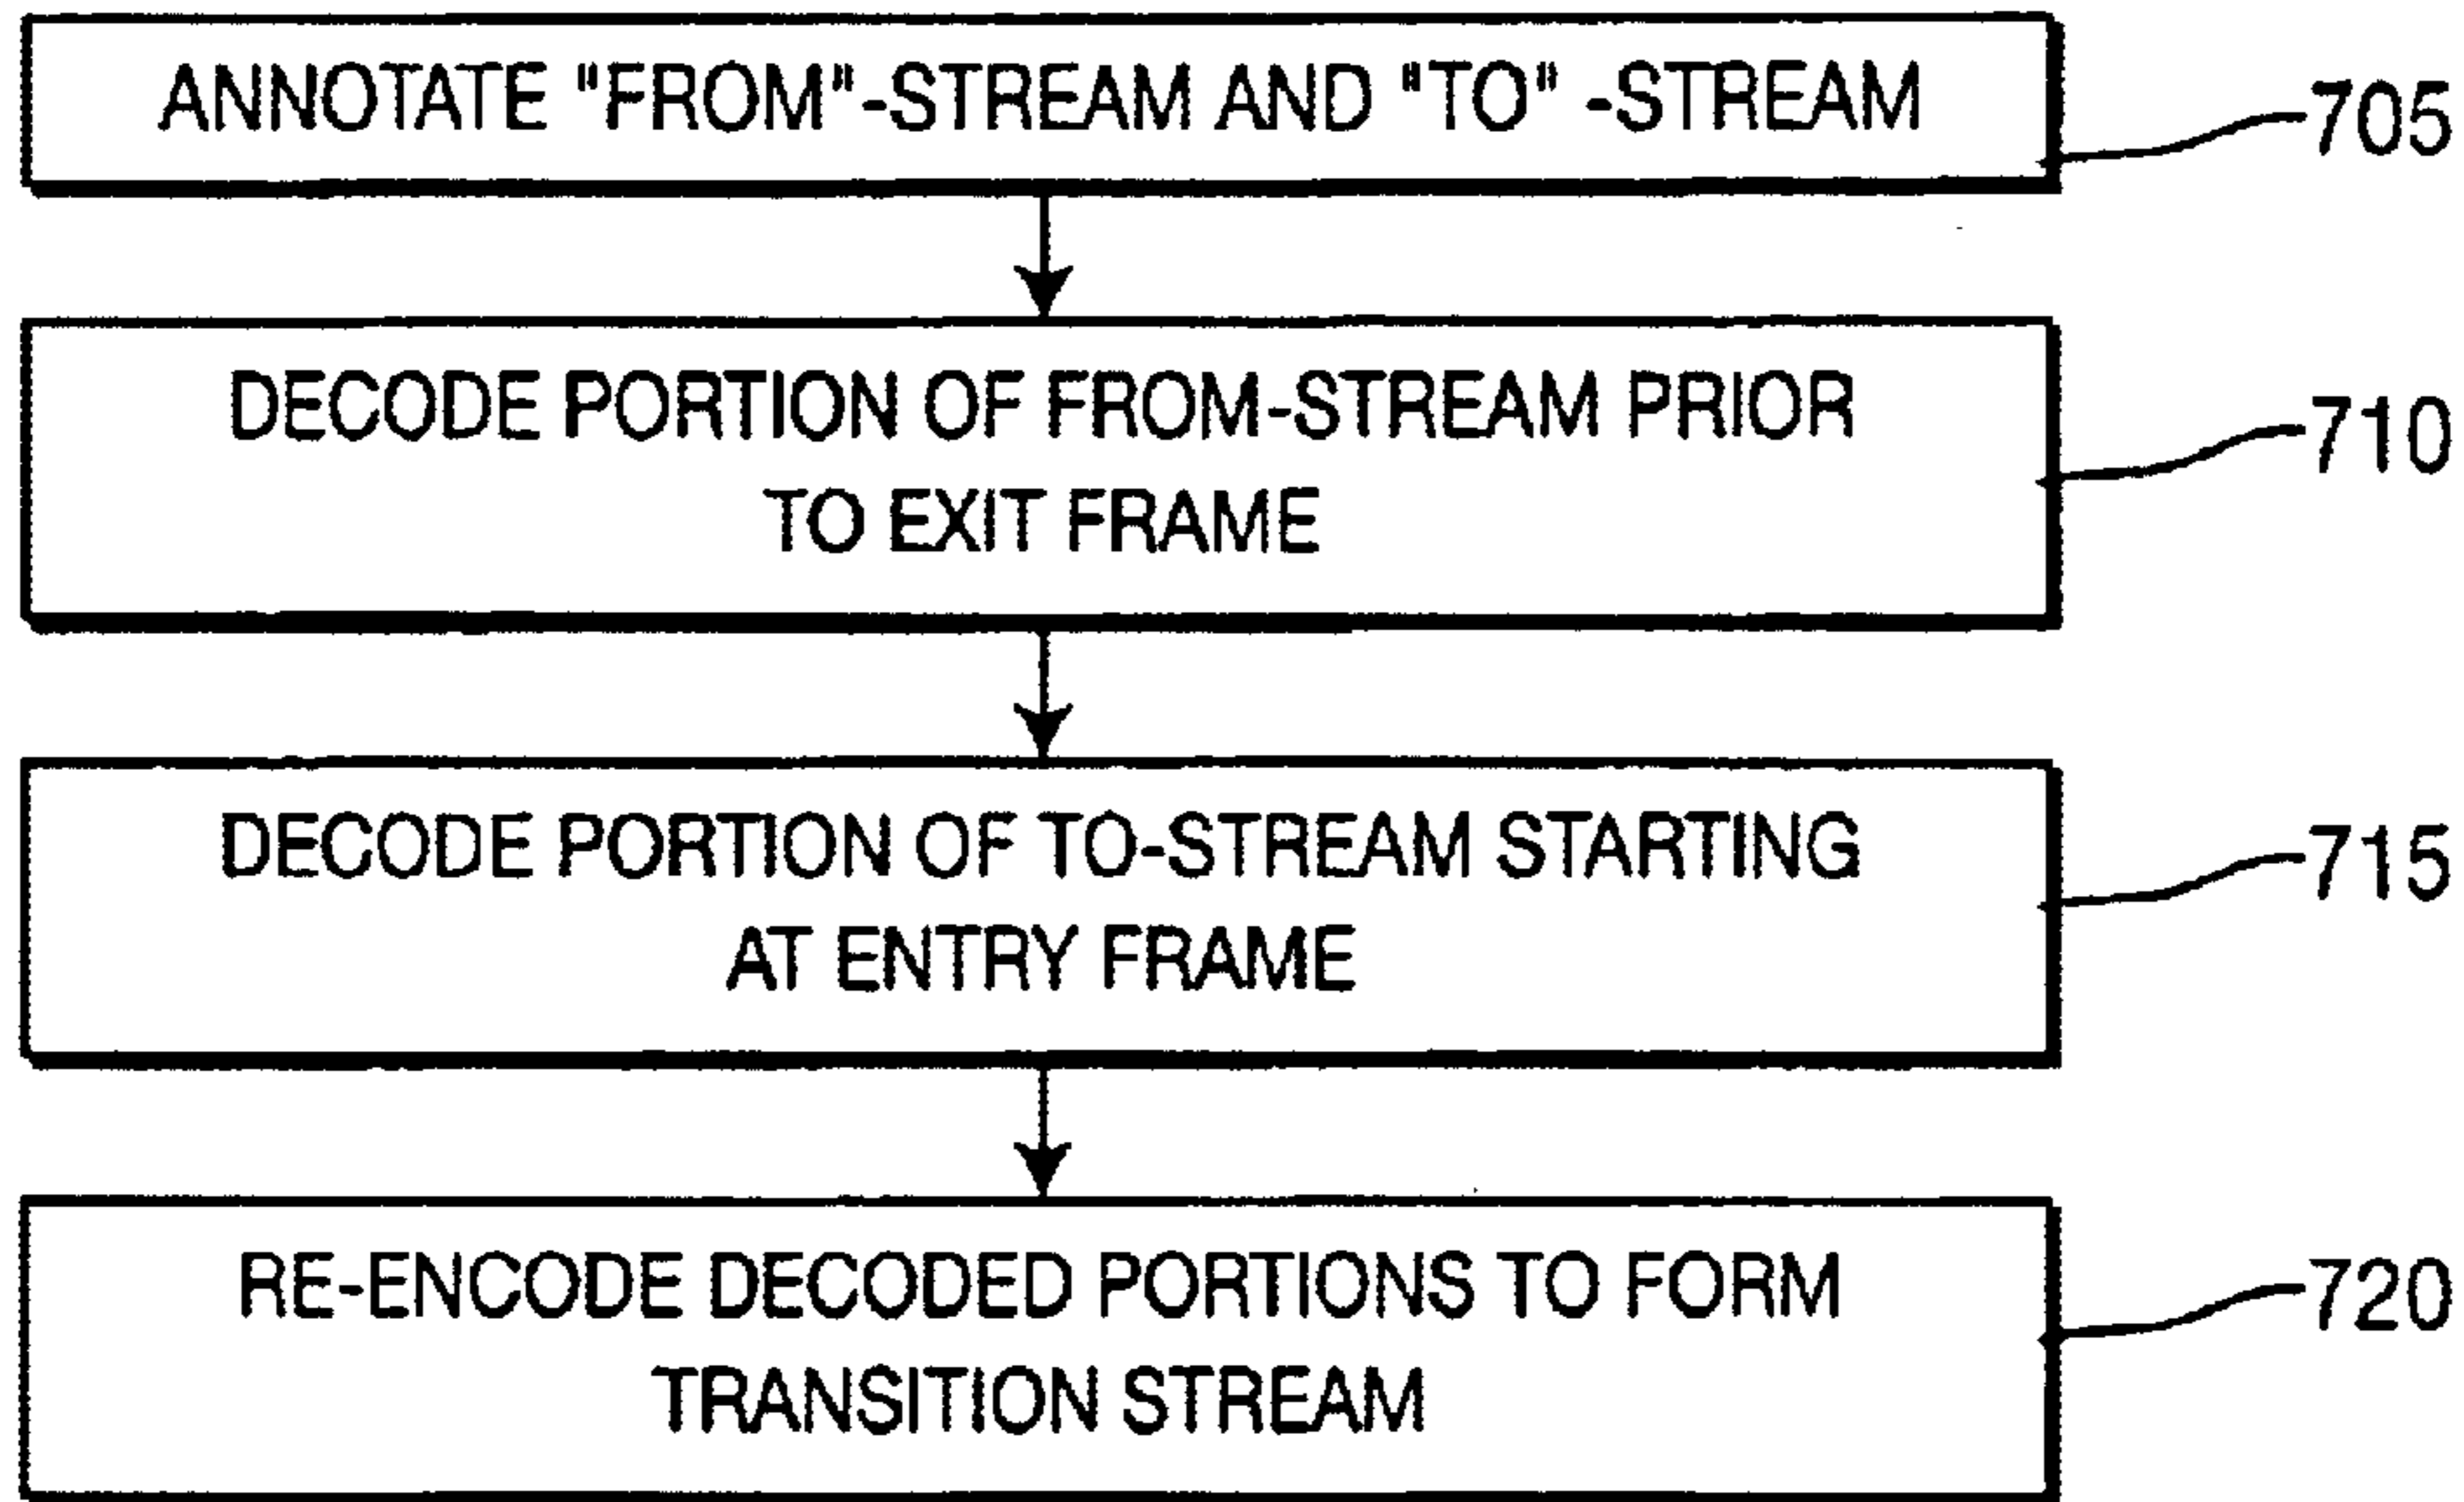 ANNOTATE "FROM"-STREAM AND "TO" -STREAM
705
DECODE PORTION OF FROM-STREAM PRIOR
TO EXIT FRAME
710
DECODE PORTION OF TO-STREAM STARTING
AT ENTRY FRAME
715
RE-ENCODE DECODED PORTIONS TO FORM
TRANSITION STREAM
720